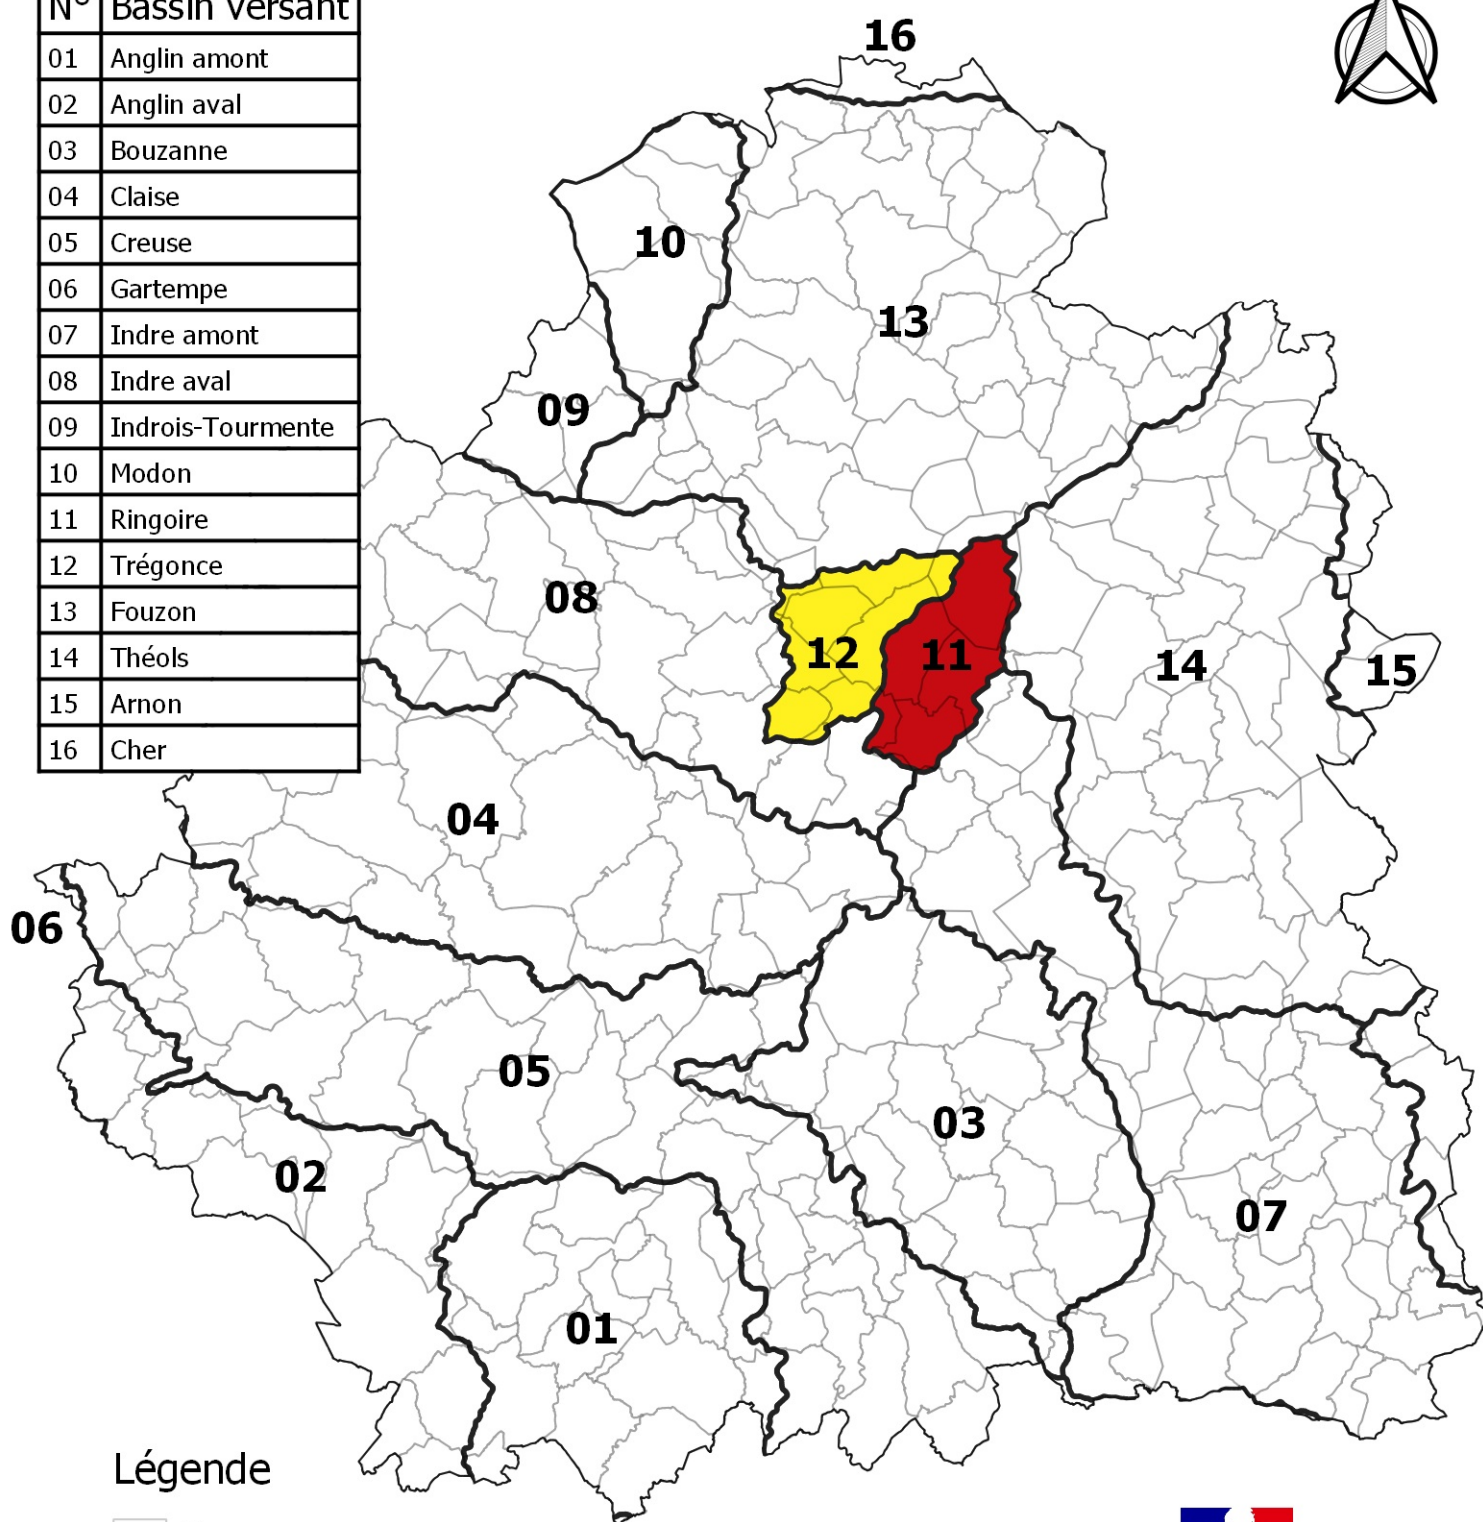 N° Bassin Versant
01 Anglin amont
02 Anglin aval
03 Bouzanne
04 Claise
05 Creuse
06 Gartempe
07 Indre amont
08 Indre aval
09 Indrois-Tourmente
10 Modon
11 Ringoire
12 Trégonce
13 Fouzon
14 Théols
15 Arnon
16 Cher
16
10
13
09
08
12
11
14
15
04
06
05
03
02
07
01
Légende